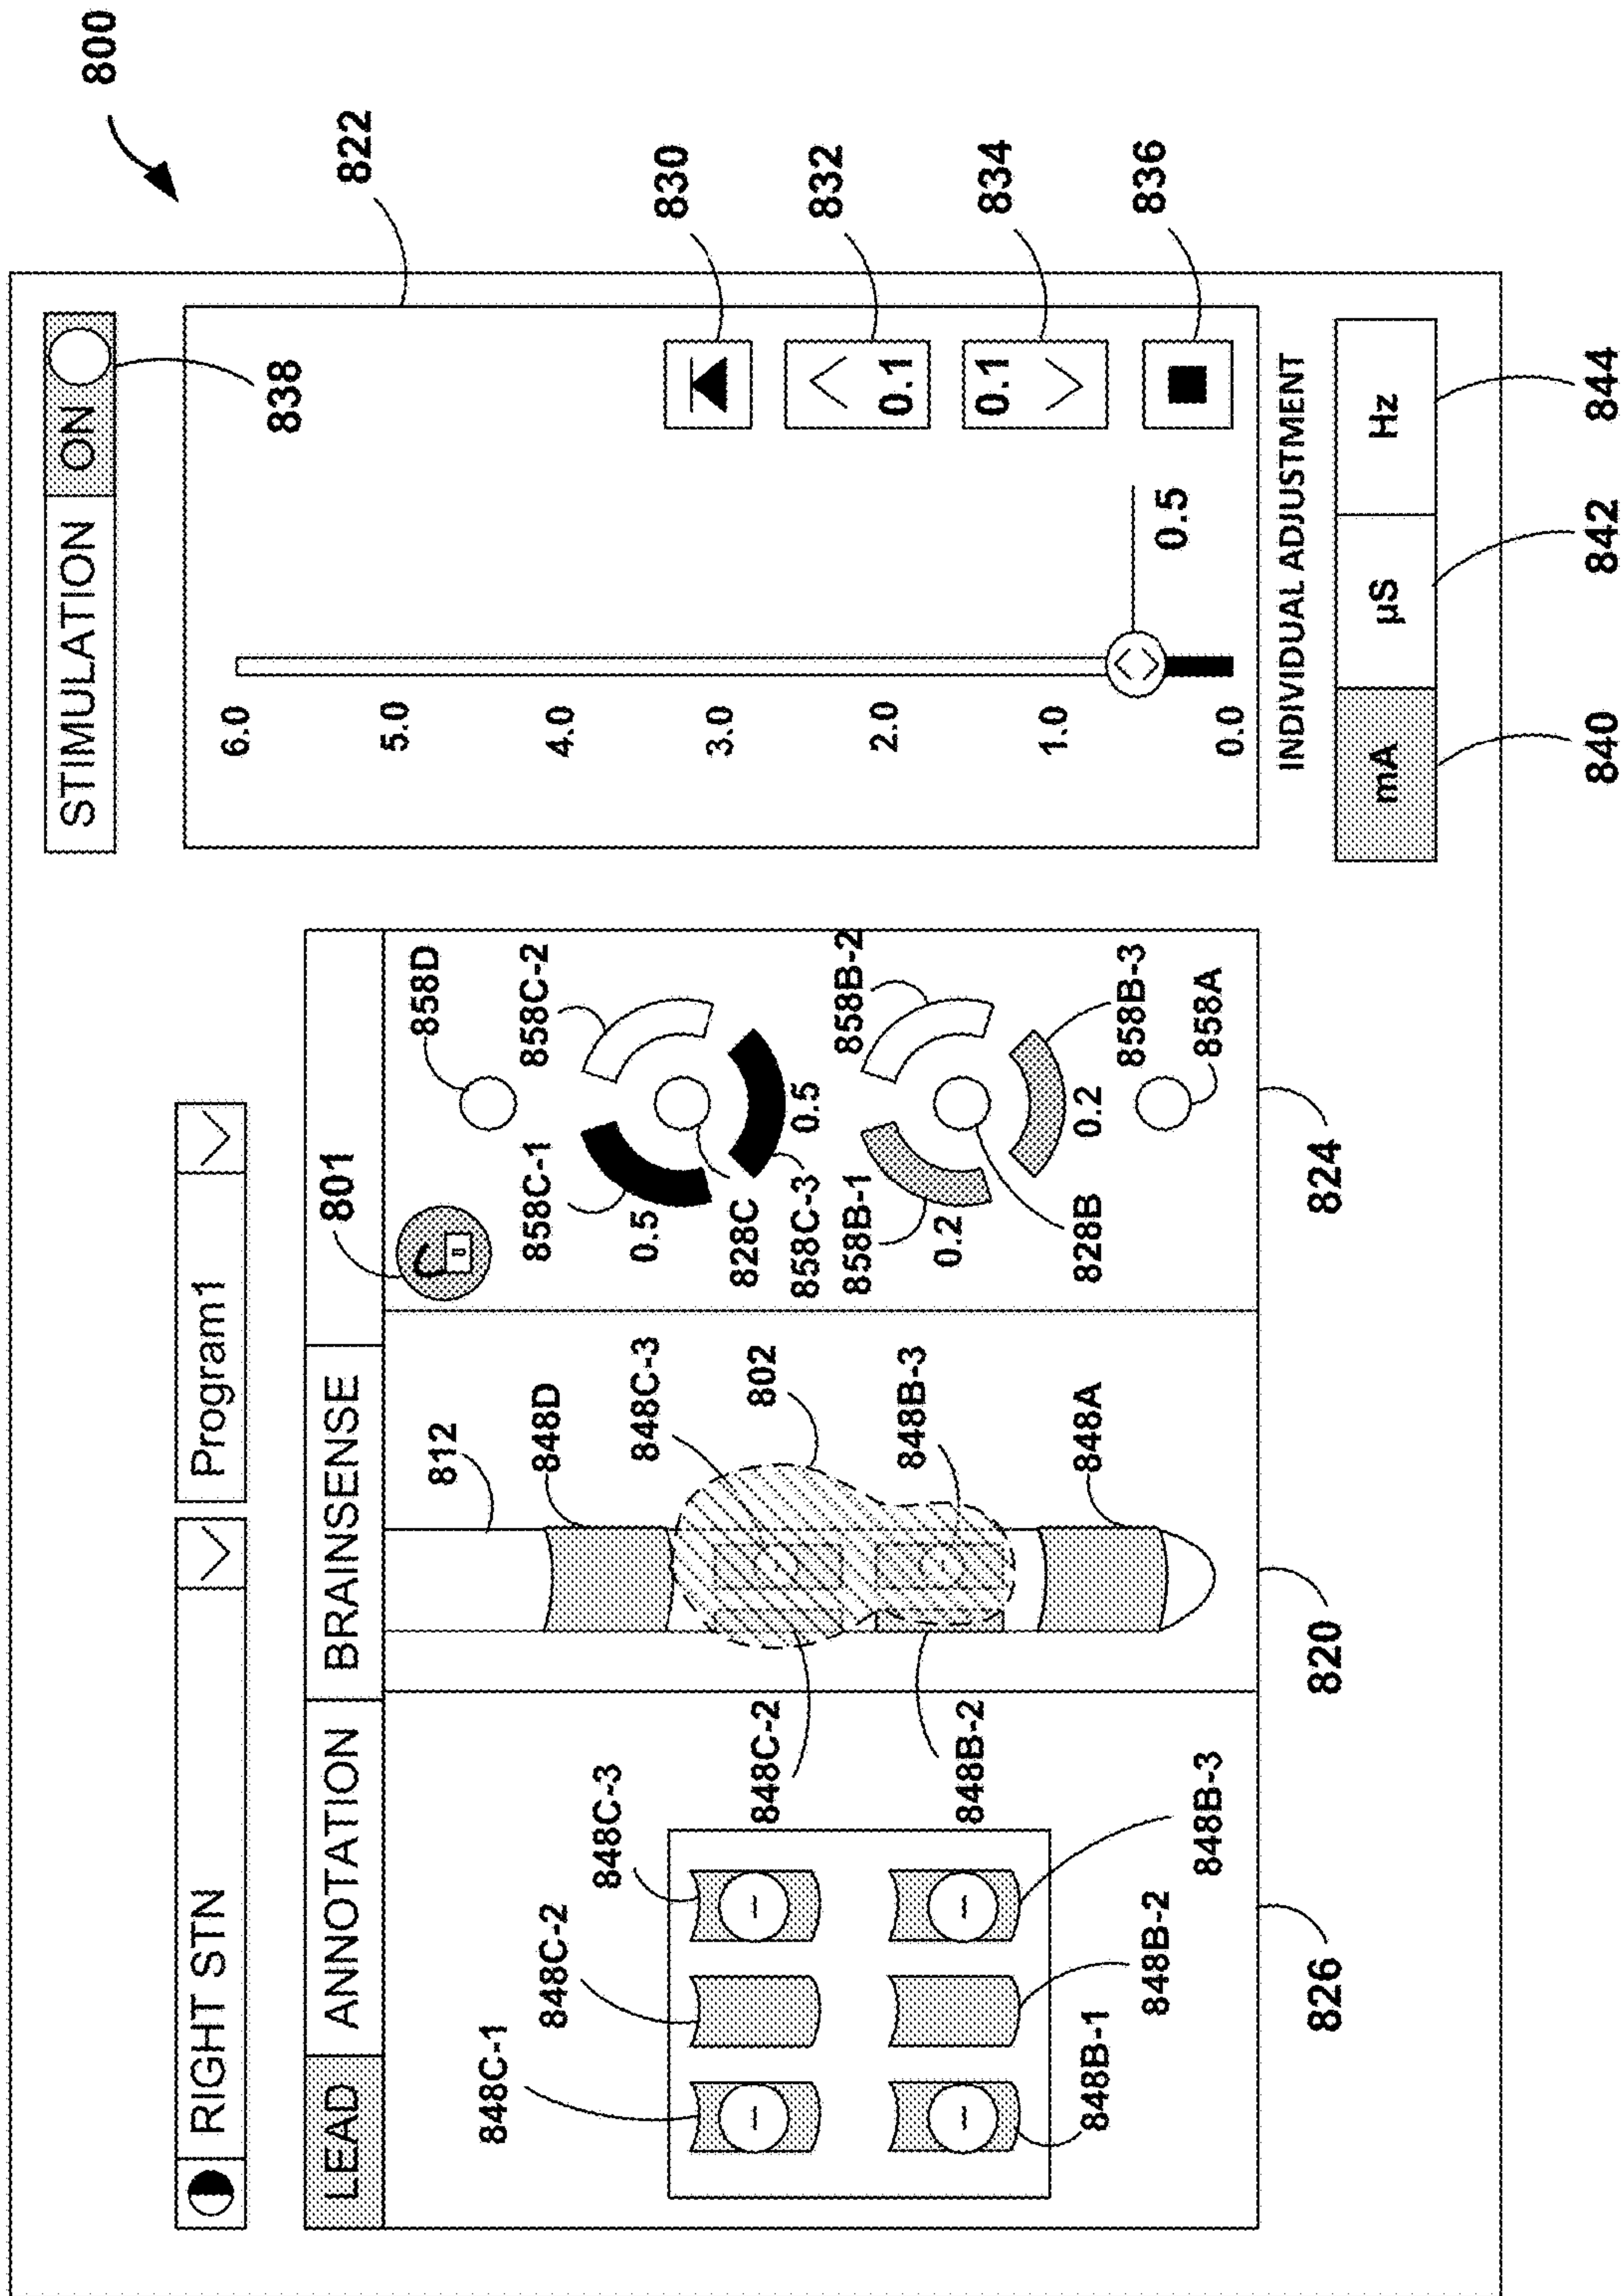 800
RIGHT STN
Program1
STIMULATION ON
838
822
LEAD
ANNOTATION
BRAINSENSE
801
848C-1
848C-2
848C-3
848B-1
848B-2
848B-3
826
812
848D
848C-3
802
848C-2
848B-2
848B-3
848A
820
858D
858C-1
858C-2
0.5
828C
0.5
858C-3
858B-1
858B-2
0.2
828B
0.2
858B-3
858A
824
6.0
5.0
4.0
3.0
2.0
1.0
0.0
0.5
830
0.1
832
0.1
834
836
INDIVIDUAL ADJUSTMENT
mA
µS
Hz
840
842
844